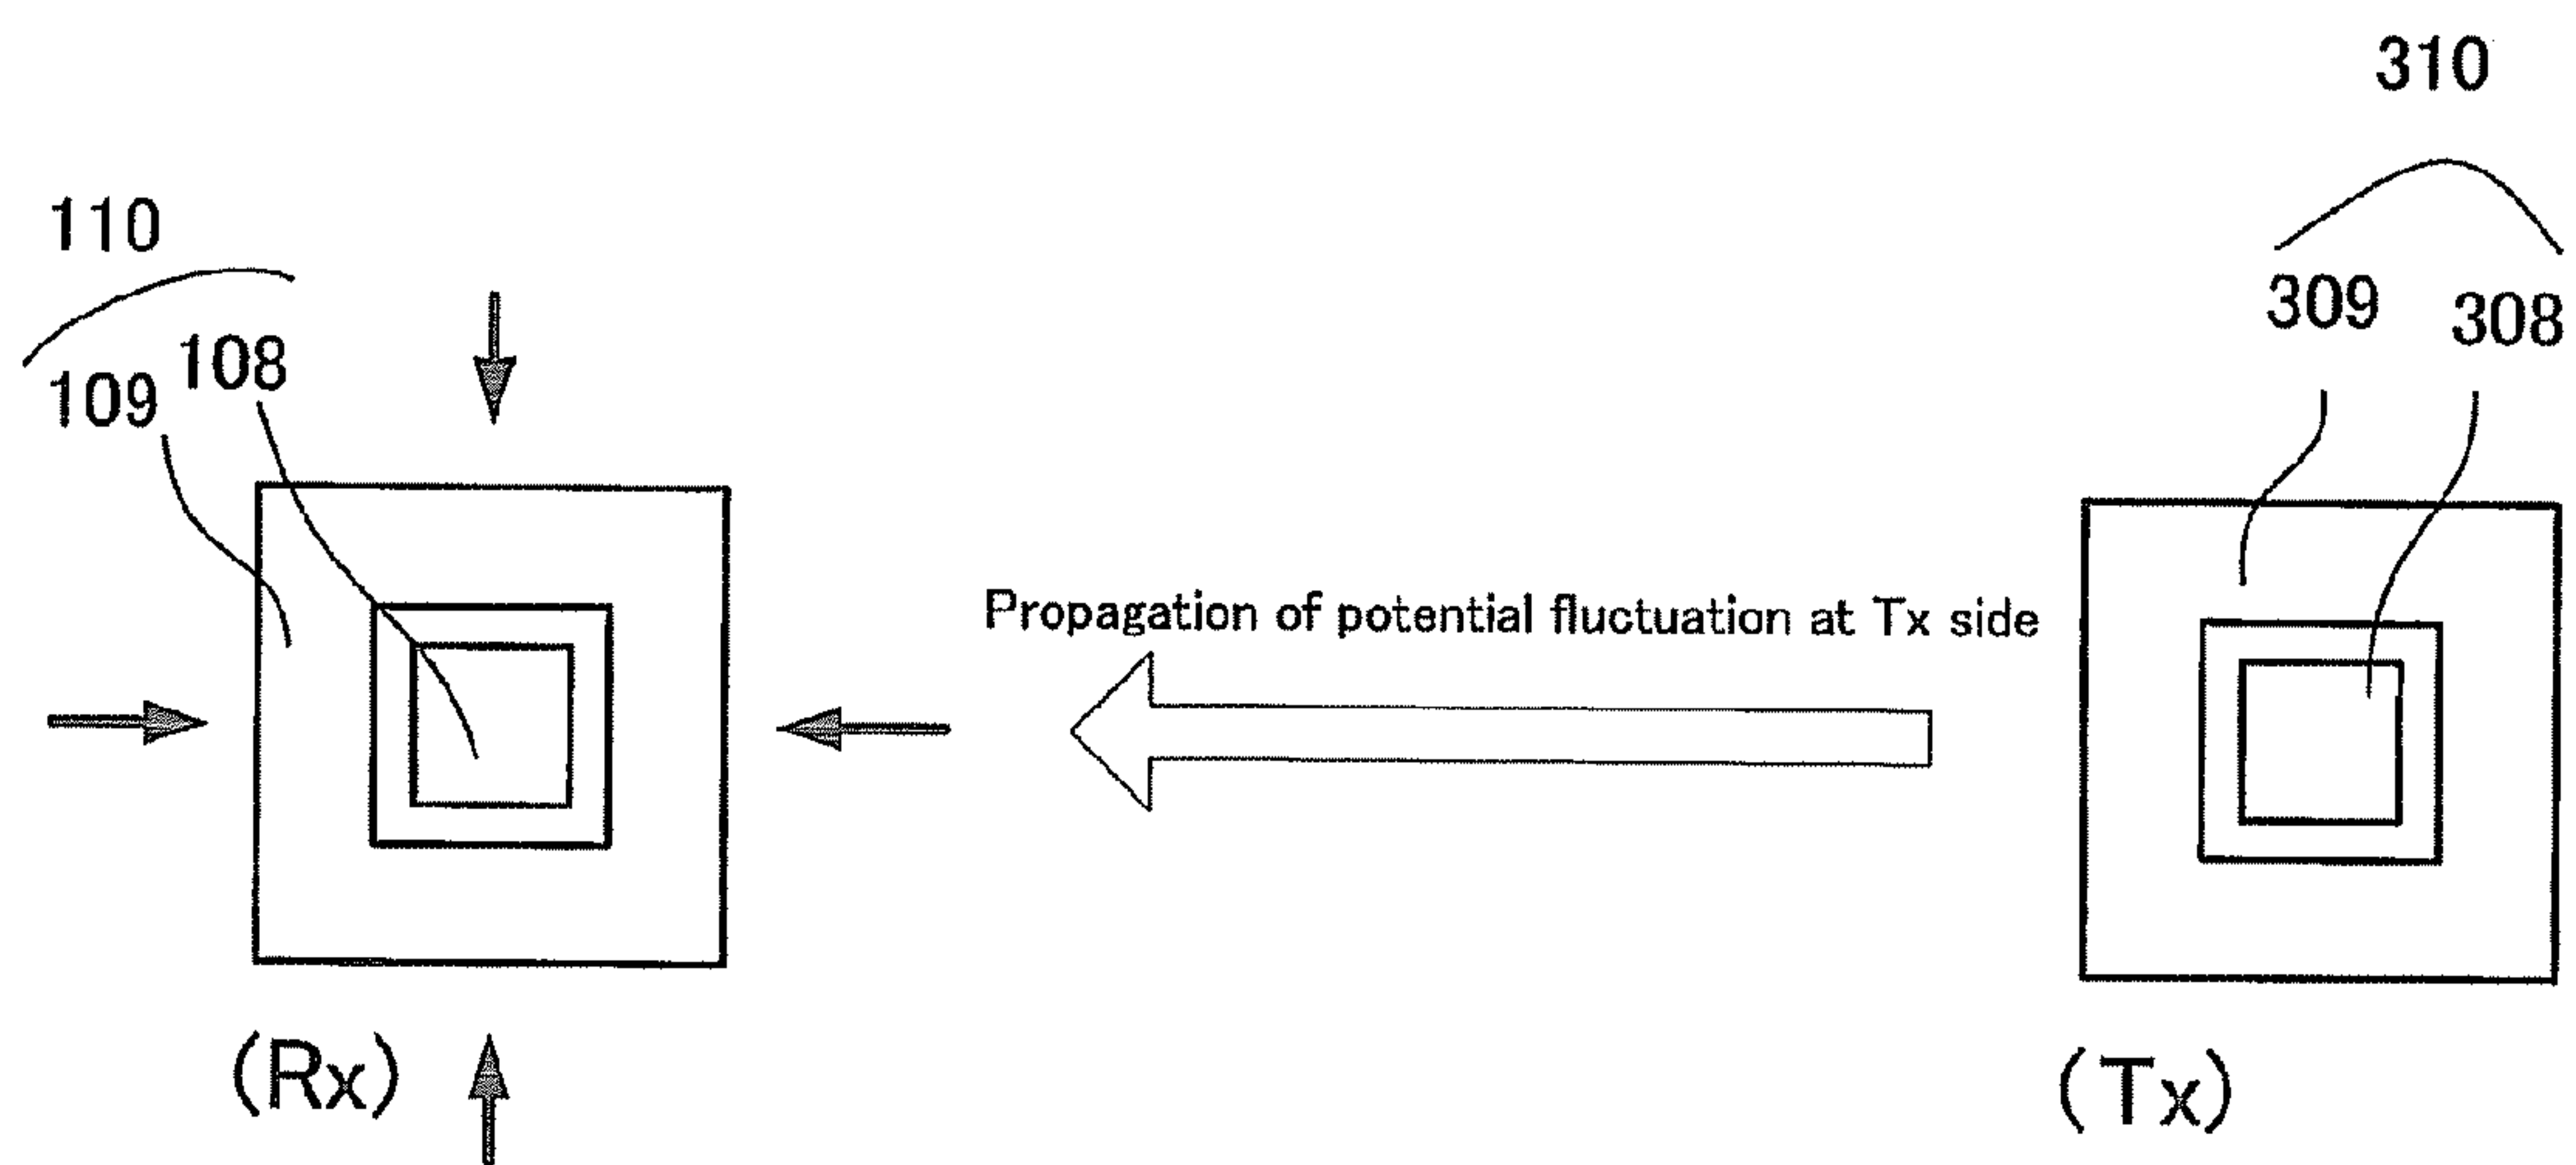 310
110
309 308
109 108
Propagation of potential fluctuation at Tx side
(Rx)
(Tx)